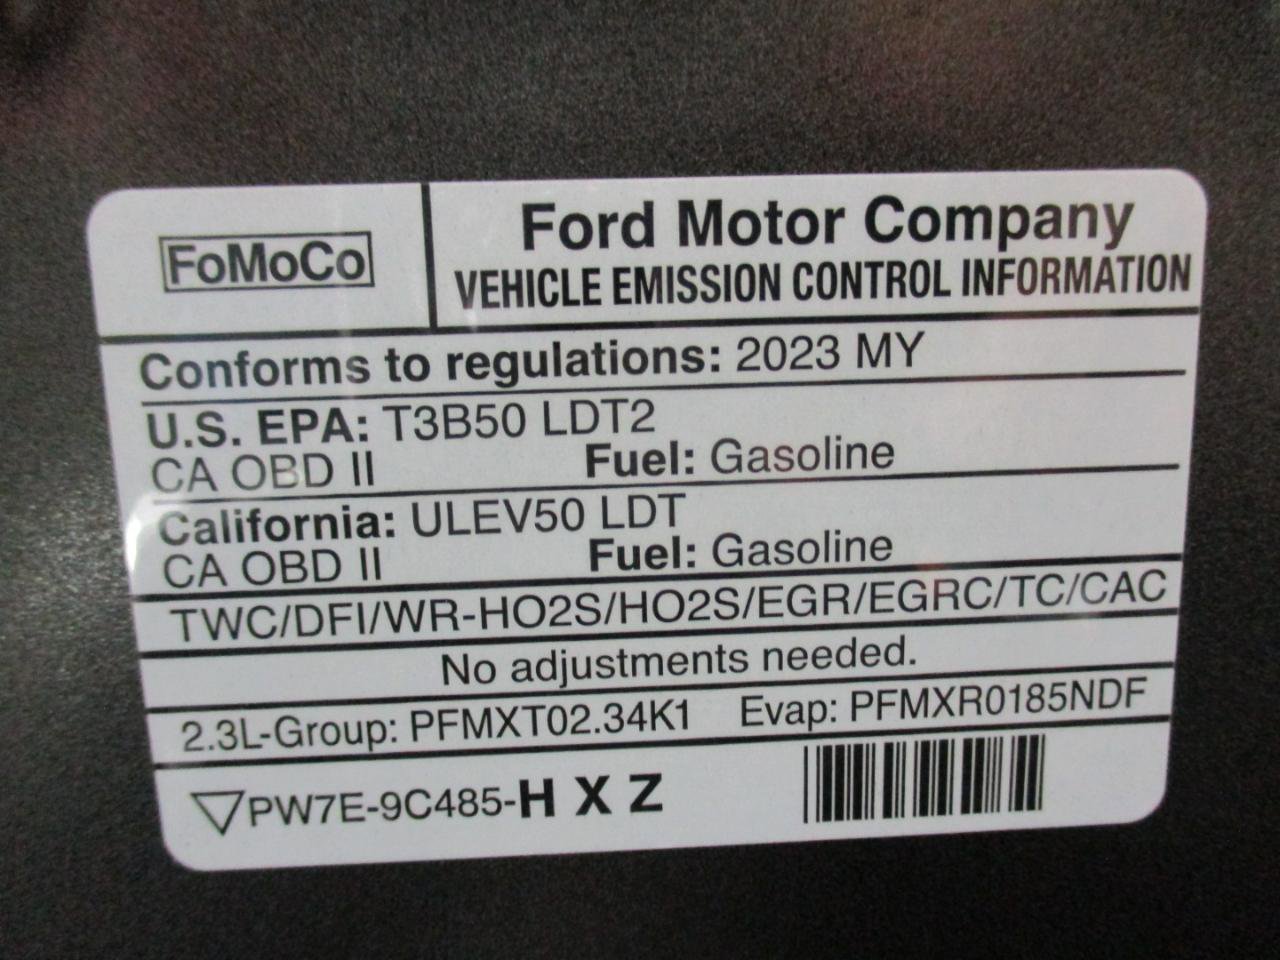 FoMoCo
Ford Motor Company
VEHICLE EMISSION CONTROL INFORMATION
Conforms to regulations: 2023 MY
U.S. EPA: T3B50 LDT2
CA OBD II Fuel: Gasoline
California: ULEV50 LDT
CA OBD II Fuel: Gasoline
TWC/DFI/WR-HO2S/HO2S/EGR/EGRC/TC/CAC
No adjustments needed.
2.3L-Group: PFMXT02.34K1 Evap: PFMXR0185NDF
PW7E-9C485-H X Z